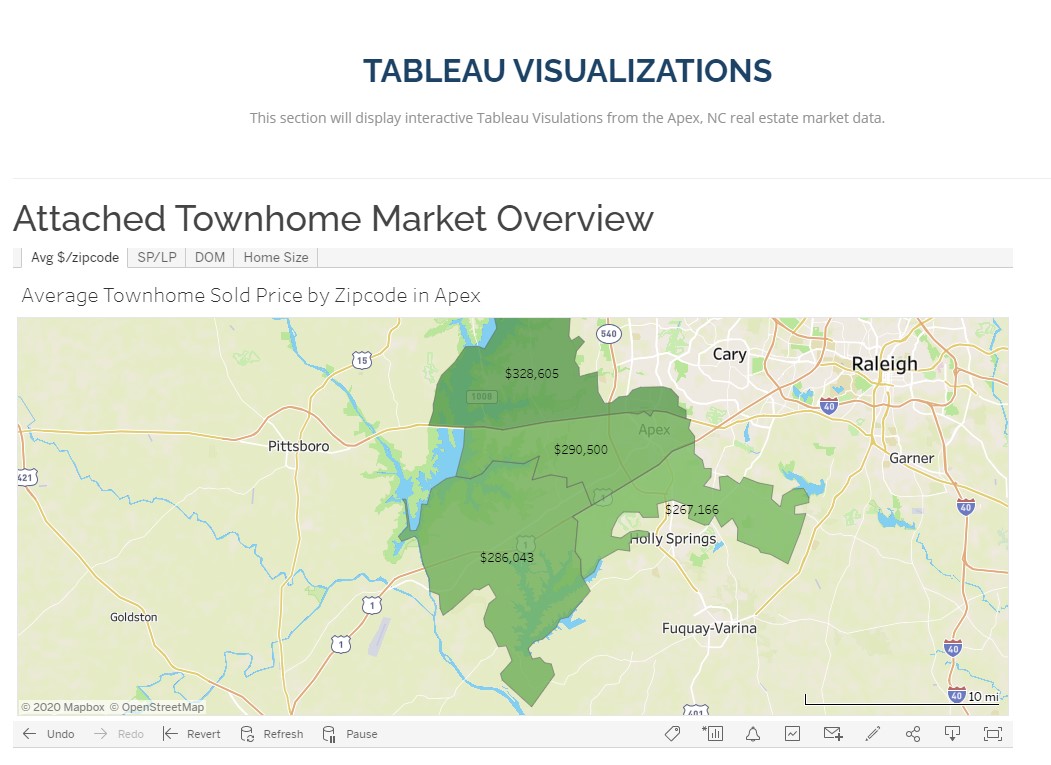 TABLEAU VISUALIZATIONS
This section will display interactive Tableau Visulations from the Apex, NC real estate market data.
Attached Townhome Market Overview
Avg $/zipcode SP/LP DOM Home Size
Average Townhome Sold Price by Zipcode in Apex
540
15
Cary
Raleigh
$328,605
1008
40
Apex
Pittsboro
$290,500
Garner
421
1
40
$267,166
Holly Springs
1
$286,043
1
Goldston
Fuquay-Varina
1
40
40
10 mi
© 2020 Mapbox © OpenStreetMap
401
Undo Redo Revert Refresh Pause